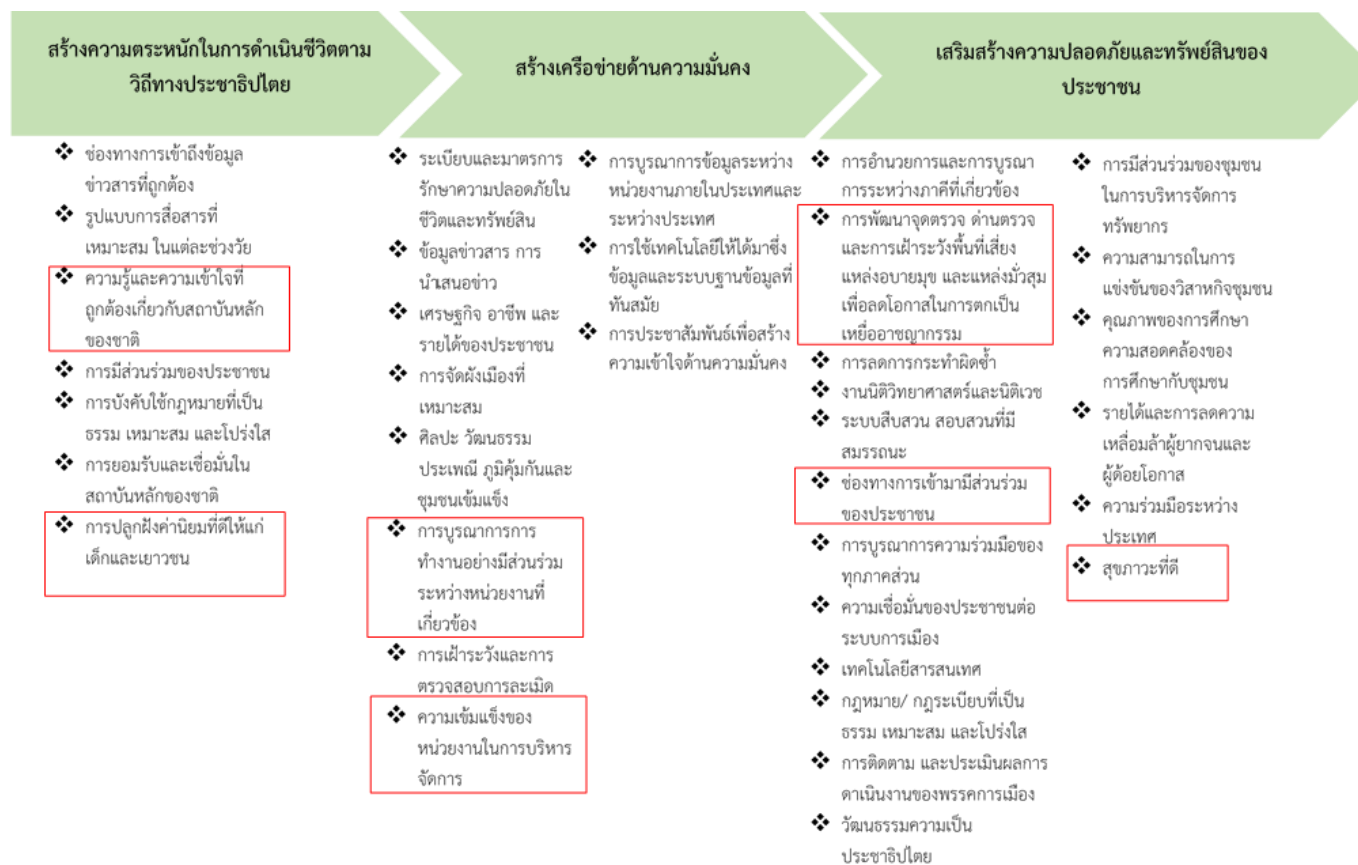 สร้างความตระหนักในการดำเนินชีวิตตาม
วิถีทางประชาธิปไตย
สร้างเครือข่ายด้านความมั่นคง
เสริมสร้างความปลอดภัยและทรัพย์สินของ
ประชาชน
❖ ช่องทางการเข้าถึงข้อมูล
ข่าวสารที่ถูกต้อง
❖ รูปแบบการสื่อสารที่
เหมาะสม ในแต่ละช่วงวัย
❖ ความรู้และความเข้าใจที่
ถูกต้องเกี่ยวกับสถาบันหลัก
ของชาติ
❖ การมีส่วนร่วมของประชาชน
❖ การบังคับใช้กฎหมายที่เป็น
ธรรม เหมาะสม และโปร่งใส
❖ การยอมรับและเชื่อมั่นใน
สถาบันหลักของชาติ
❖ การปลูกฝังค่านิยมที่ดีให้แก่
เด็กและเยาวชน
❖ ระเบียบและมาตรการ
รักษาความปลอดภัยใน
ชีวิตและทรัพย์สิน
❖ ข้อมูลข่าวสาร การ
นำเสนอข่าว
❖ เศรษฐกิจ อาชีพ และ
รายได้ของประชาชน
❖ การจัดผังเมืองที่
เหมาะสม
❖ ศิลปะ วัฒนธรรม
ประเพณี ภูมิคุ้มกันและ
ชุมชนเข้มแข็ง
❖ การบูรณาการการ
ทำงานอย่างมีส่วนร่วม
ระหว่างหน่วยงานที่
เกี่ยวข้อง
❖ การเฝ้าระวังและการ
ตรวจสอบการละเมิด
❖ ความเข้มแข็งของ
หน่วยงานในการบริหาร
จัดการ
❖ การบูรณาการข้อมูลระหว่าง
หน่วยงานภายในประเทศและ
ระหว่างประเทศ
❖ การใช้เทคโนโลยีให้ได้มาซึ่ง
ข้อมูลและระบบฐานข้อมูลที่
ทันสมัย
❖ การประชาสัมพันธ์เพื่อสร้าง
ความเข้าใจด้านความมั่นคง
❖ การอำนวยการและการบูรณา
การระหว่างภาคีที่เกี่ยวข้อง
❖ การพัฒนาจุดตรวจ ด่านตรวจ
และการเฝ้าระวังพื้นที่เสี่ยง
แหล่งอบายมุข และแหล่งมั่วสุม
เพื่อลดโอกาสในการตกเป็น
เหยื่ออาชญากรรม
❖ การลดการกระทำผิดซ้ำ
❖ งานนิติวิทยาศาสตร์และนิติเวช
❖ ระบบสืบสวน สอบสวนที่มี
สมรรถนะ
❖ ช่องทางการเข้ามามีส่วนร่วม
ของประชาชน
❖ การบูรณาการความร่วมมือของ
ทุกภาคส่วน
❖ ความเชื่อมั่นของประชาชนต่อ
ระบบการเมือง
❖ เทคโนโลยีสารสนเทศ
❖ กฎหมาย/ กฎระเบียบที่เป็น
ธรรม เหมาะสม และโปร่งใส
❖ การติดตาม และประเมินผลการ
ดาเนินงานของพรรคการเมือง
❖ วัฒนธรรมความเป็น
ประชาธิปไตย
❖ การมีส่วนร่วมของชุมชน
ในการบริหารจัดการ
ทรัพยากร
❖ ความสามารถในการ
แข่งขันของวิสาหกิจชุมชน
❖ คุณภาพของการศึกษา
ความสอดคล้องของ
การศึกษากับชุมชน
❖ รายได้และการลดความ
เหลื่อมล้าผู้ยากจนและ
ผู้ด้อยโอกาส
❖ ความร่วมมือระหว่าง
ประเทศ
❖ สุขภาวะที่ดี